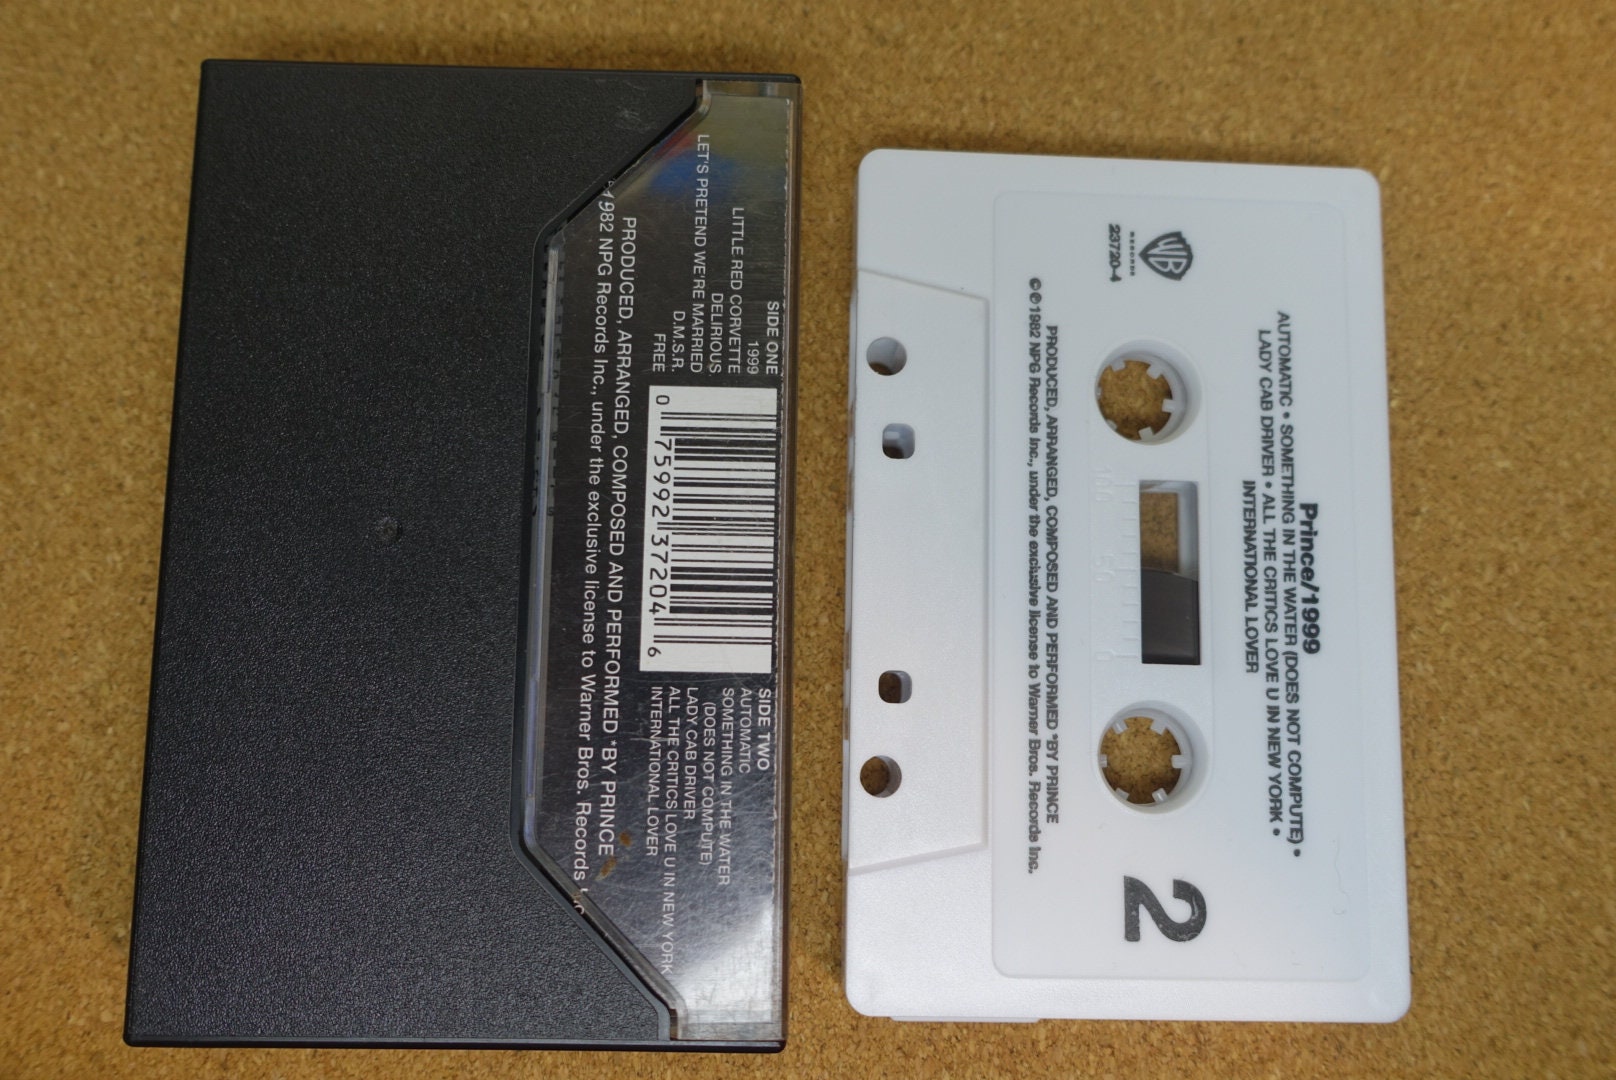 SIDE ONE
1999
LITTLE RED CORVETTE
DELIRIOUS
LET'S PRETEND WE'RE MARRIED
D.M.S.R.
FREE
0 75992 37204 6
SIDE TWO
AUTOMATIC
SOMETHING IN THE WATER
(DOES NOT COMPUTE)
LADY CAB DRIVER
ALL THE CRITICS LOVE U IN NEW YORK
INTERNATIONAL LOVER
PRODUCED, ARRANGED, COMPOSED AND PERFORMED *BY PRINCE
1982 NPG Records Inc., under the exclusive license to Warner Bros. Records
Prince/1999
AUTOMATIC • SOMETHING IN THE WATER (DOES NOT COMPUTE) •
LADY CAB DRIVER • ALL THE CRITICS LOVE U IN NEW YORK •
INTERNATIONAL LOVER
WB
RECORDS
23720-4
2
100 50 0
PRODUCED, ARRANGED, COMPOSED AND PERFORMED *BY PRINCE
©℗1982 NPG Records Inc., under the exclusive license to Warner Bros. Records Inc.